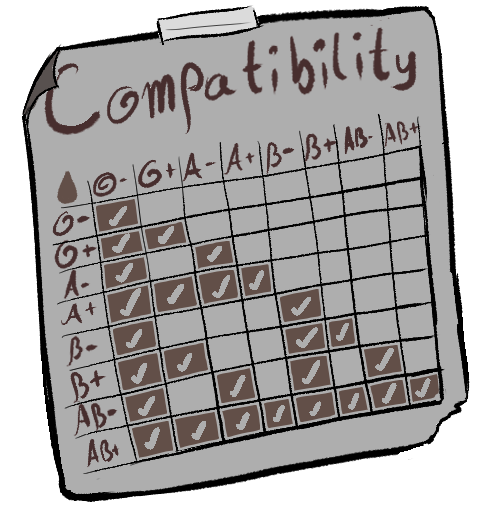 Compatibility
O- O+ A- A+ B- B+ AB- AB+
O-
O+
A-
A+
B-
B+
AB-
AB+